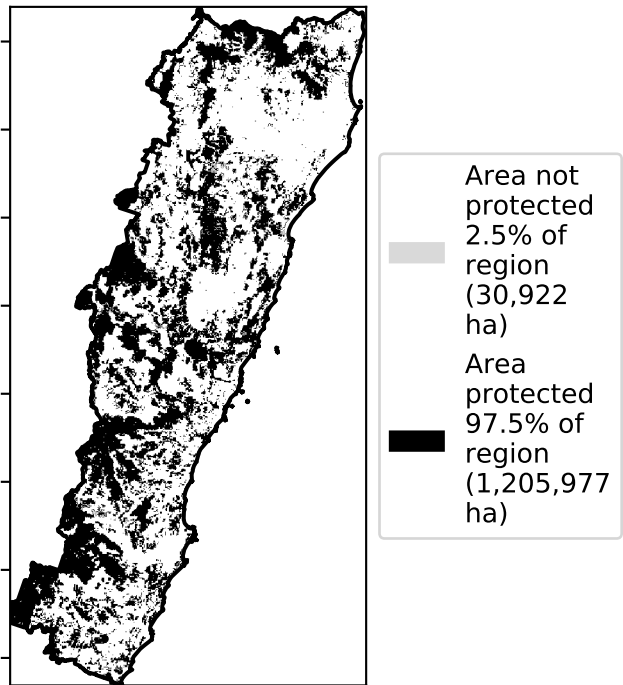 Area not
protected
2.5% of
region
(30,922
ha)
Area
protected
97.5% of
region
(1,205,977
ha)